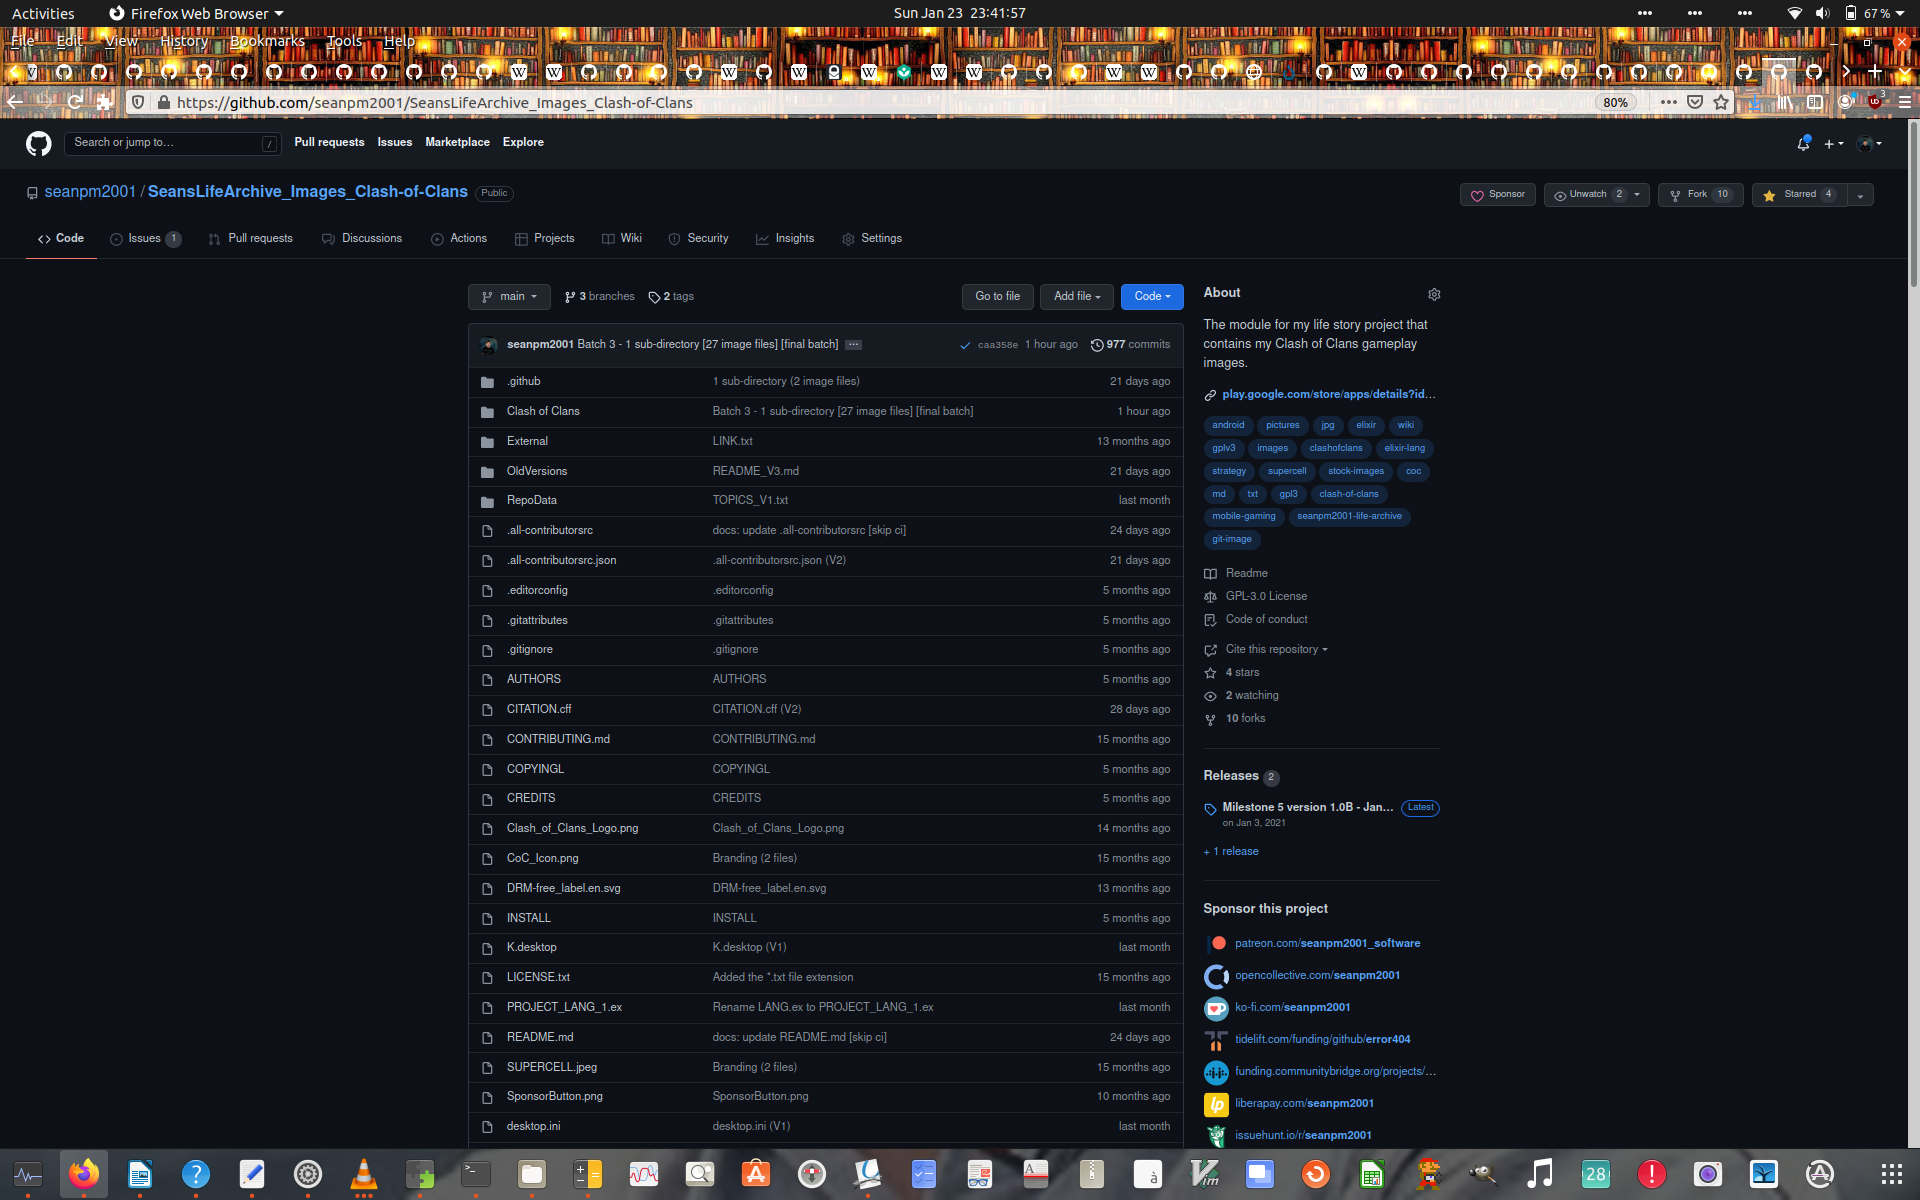 Activities Firefox Web Browser Sun Jan 23 23:41:57 67 %
File Edit View History Bookmarks Tools Help
https://github.com/seanpm2001/SeansLifeArchive_Images_Clash-of-Clans 80% 3
Search or jump to… / Pull requests Issues Marketplace Explore
seanpm2001 / SeansLifeArchive_Images_Clash-of-Clans Public Sponsor Unwatch 2 Fork 10 Starred 4
Code Issues 1 Pull requests Discussions Actions Projects Wiki Security Insights Settings
main 3 branches 2 tags Go to file Add file Code
seanpm2001 Batch 3 - 1 sub-directory [27 image files] [final batch] ... caa358e 1 hour ago 977 commits
.github 1 sub-directory (2 image files) 21 days ago
Clash of Clans Batch 3 - 1 sub-directory [27 image files] [final batch] 1 hour ago
External LINK.txt 13 months ago
OldVersions README_V3.md 21 days ago
RepoData TOPICS_V1.txt last month
.all-contributorsrc docs: update .all-contributorsrc [skip ci] 24 days ago
.all-contributorsrc.json .all-contributorsrc.json (V2) 21 days ago
.editorconfig .editorconfig 5 months ago
.gitattributes .gitattributes 5 months ago
.gitignore .gitignore 5 months ago
AUTHORS AUTHORS 5 months ago
CITATION.cff CITATION.cff (V2) 28 days ago
CONTRIBUTING.md CONTRIBUTING.md 15 months ago
COPYINGL COPYINGL 5 months ago
CREDITS CREDITS 5 months ago
Clash_of_Clans_Logo.png Clash_of_Clans_Logo.png 14 months ago
CoC_Icon.png Branding (2 files) 15 months ago
DRM-free_label.en.svg DRM-free_label.en.svg 13 months ago
INSTALL INSTALL 5 months ago
K.desktop K.desktop (V1) last month
LICENSE.txt Added the *.txt file extension 15 months ago
PROJECT_LANG_1.ex Rename LANG.ex to PROJECT_LANG_1.ex last month
README.md docs: update README.md [skip ci] 24 days ago
SUPERCELL.jpeg Branding (2 files) 15 months ago
SponsorButton.png SponsorButton.png 10 months ago
desktop.ini desktop.ini (V1) last month
About
The module for my life story project that
contains my Clash of Clans gameplay
images.
play.google.com/store/apps/details?id…
android pictures jpg elixir wiki
gplv3 images clashofclans elixir-lang
strategy supercell stock-images coc
md txt gpl3 clash-of-clans
mobile-gaming seanpm2001-life-archive
git-image
Readme
GPL-3.0 License
Code of conduct
Cite this repository
4 stars
2 watching
10 forks
Releases 2
Milestone 5 version 1.0B - Jan... Latest
on Jan 3, 2021
+ 1 release
Sponsor this project
patreon.com/seanpm2001_software
opencollective.com/seanpm2001
ko-fi.com/seanpm2001
tidelift.com/funding/github/error404
funding.communitybridge.org/projects/…
liberapay.com/seanpm2001
issuehunt.io/r/seanpm2001
28